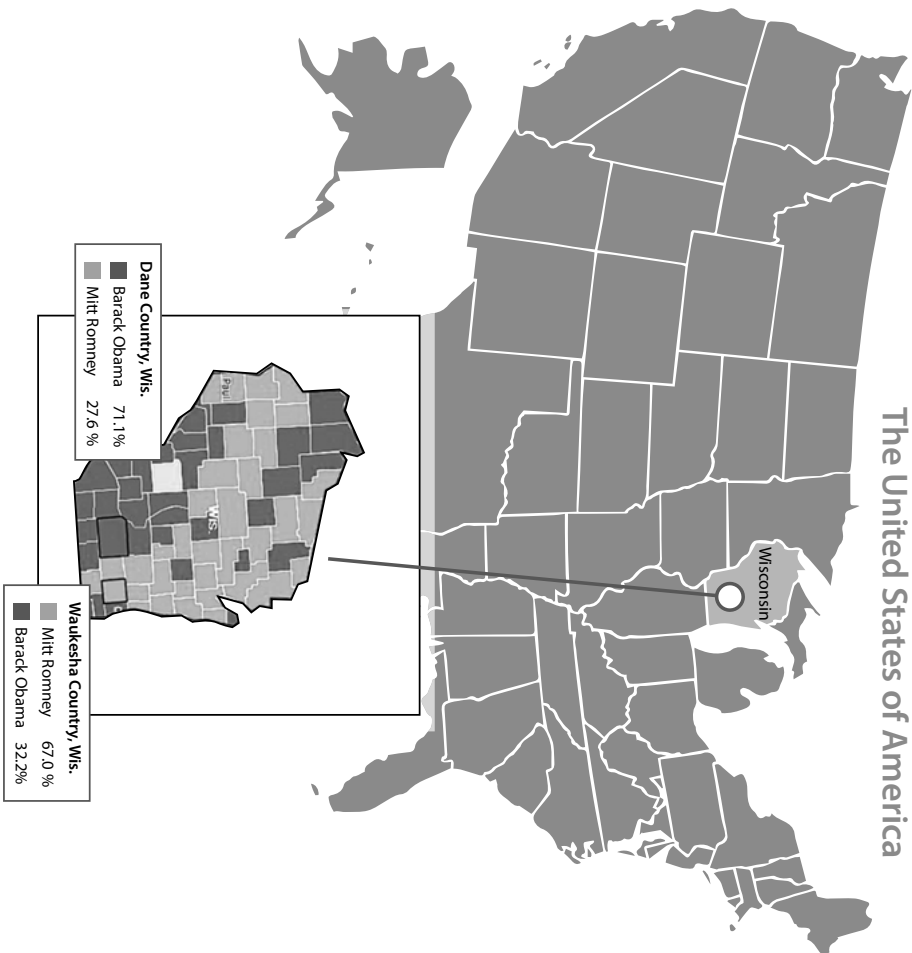 The United States of America
Wisconsin
Paul
Wis.
Dane Country, Wis.
Barack Obama 71.1%
Mitt Romney 27.6 %
Waukesha Country, Wis.
Mitt Romney 67.0 %
Barack Obama 32.2%